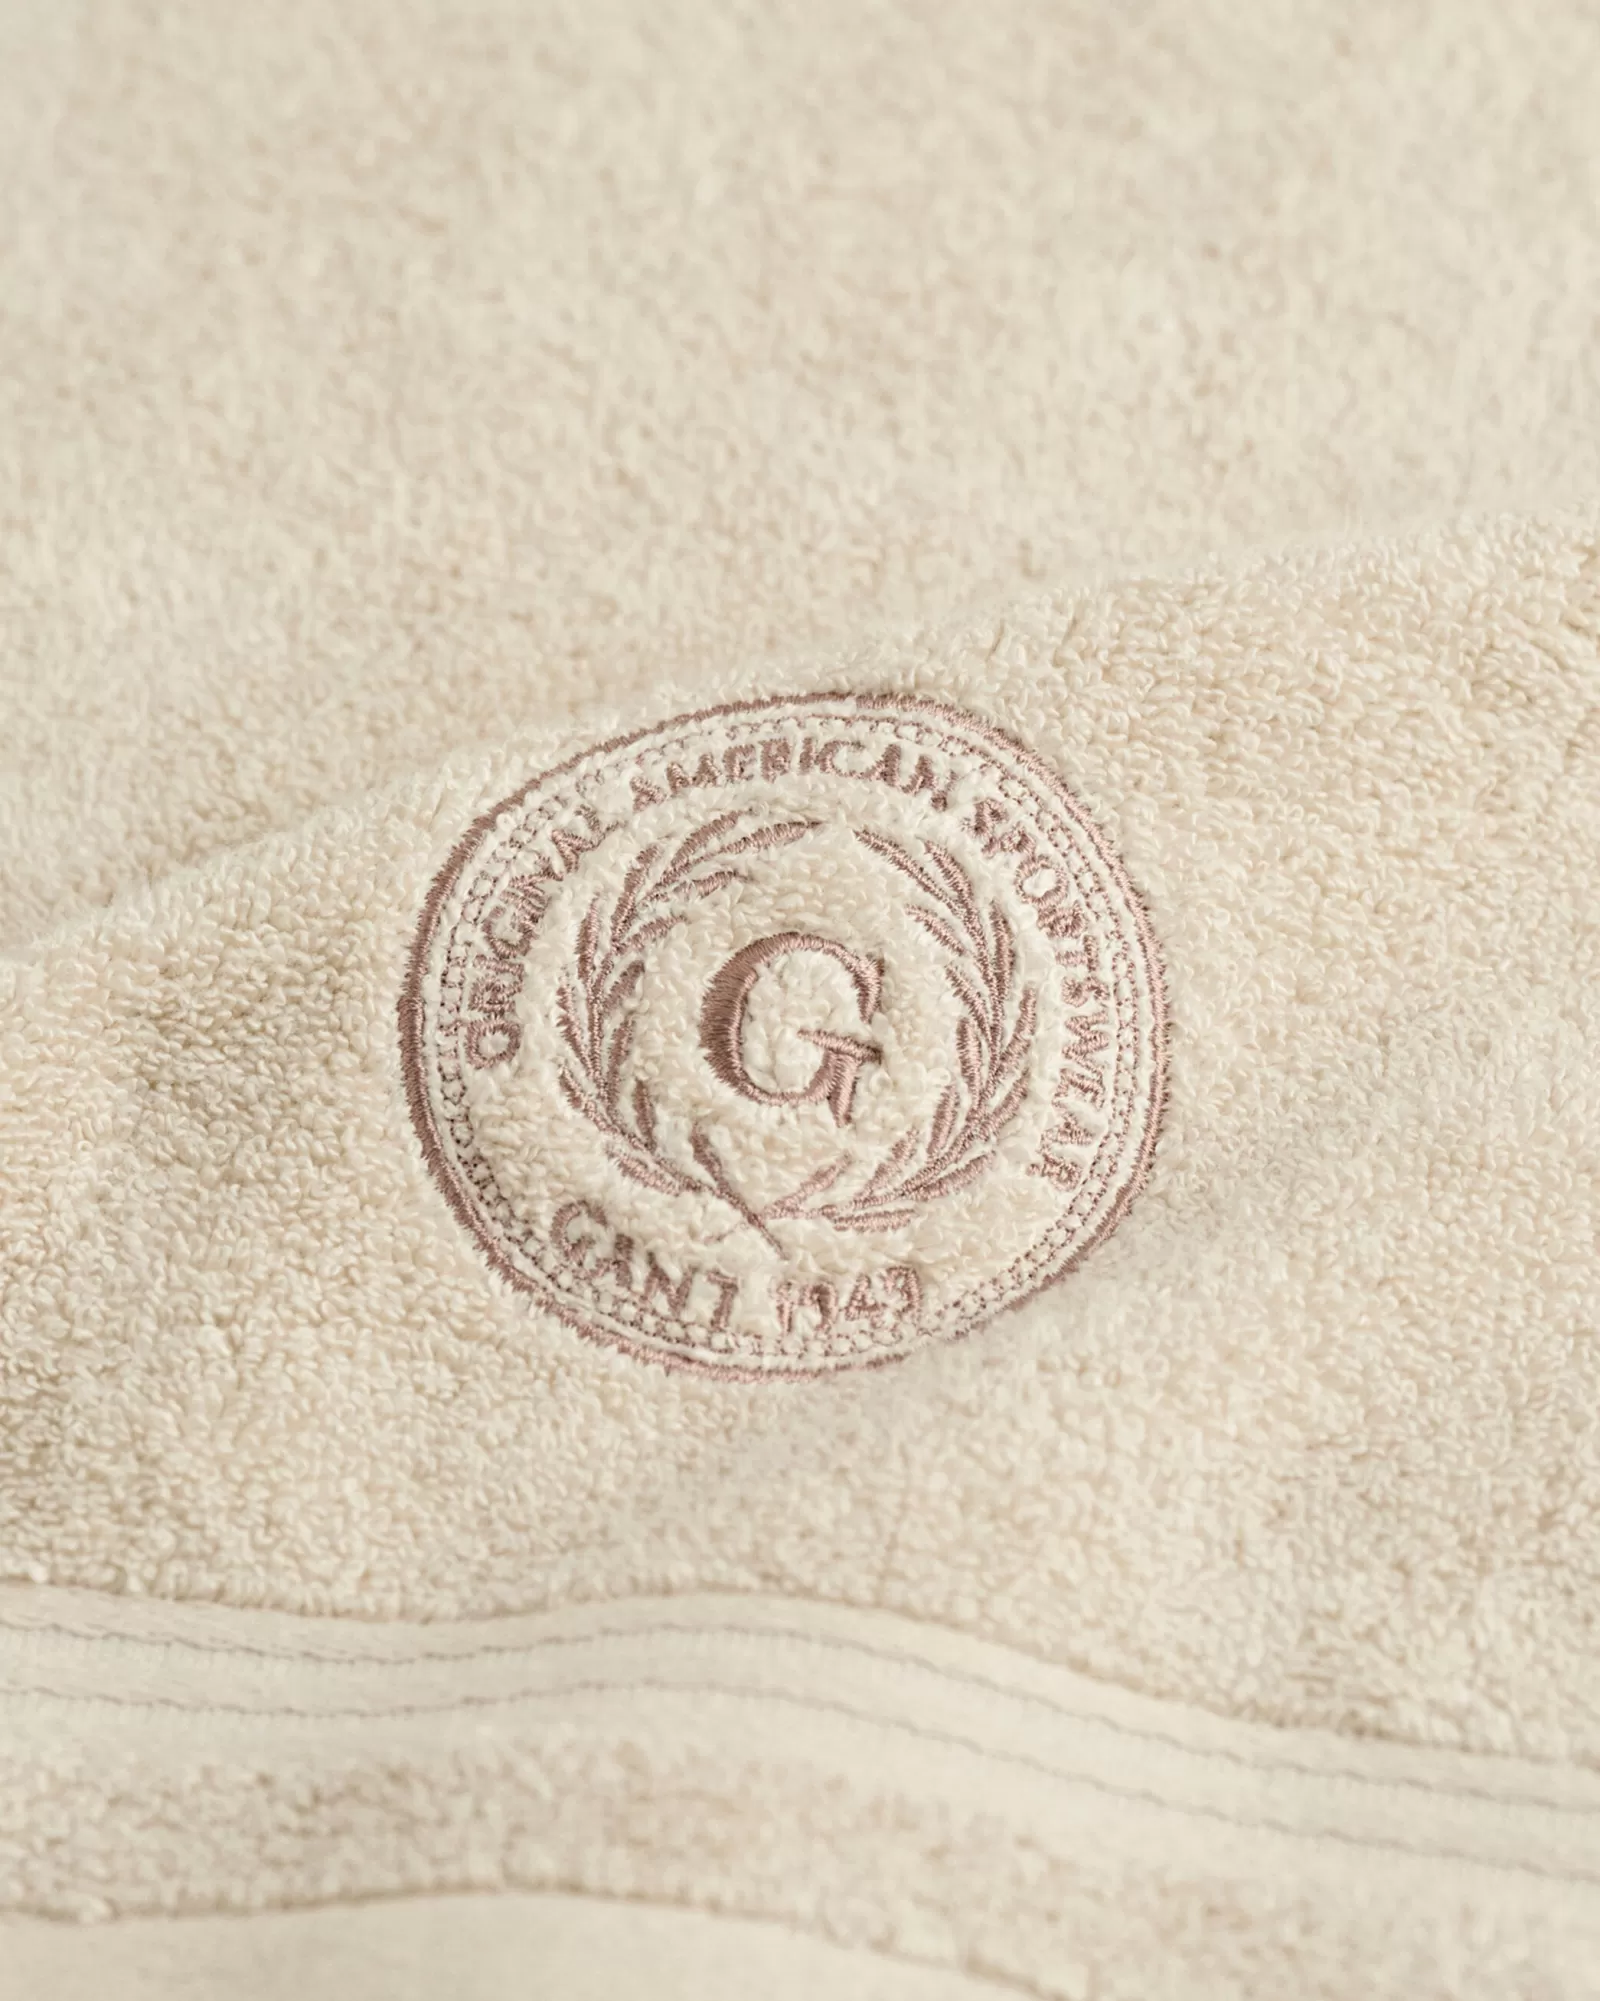 ORIGINAL AMERICAN SPORTSWEAR
G
GANT 1949